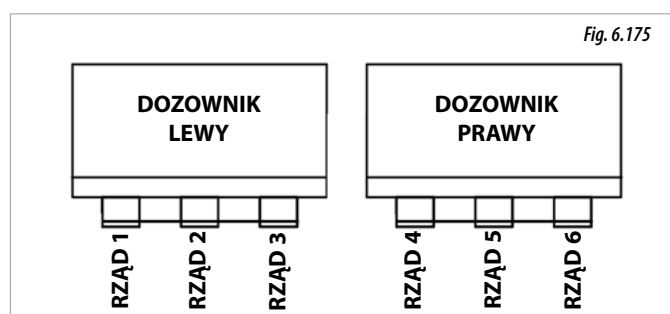 Fig. 6.175
DOZOWNIK
LEWY
DOZOWNIK
PRAWY
RZĄD 1
RZĄD 2
RZĄD 3
RZĄD 4
RZĄD 5
RZĄD 6